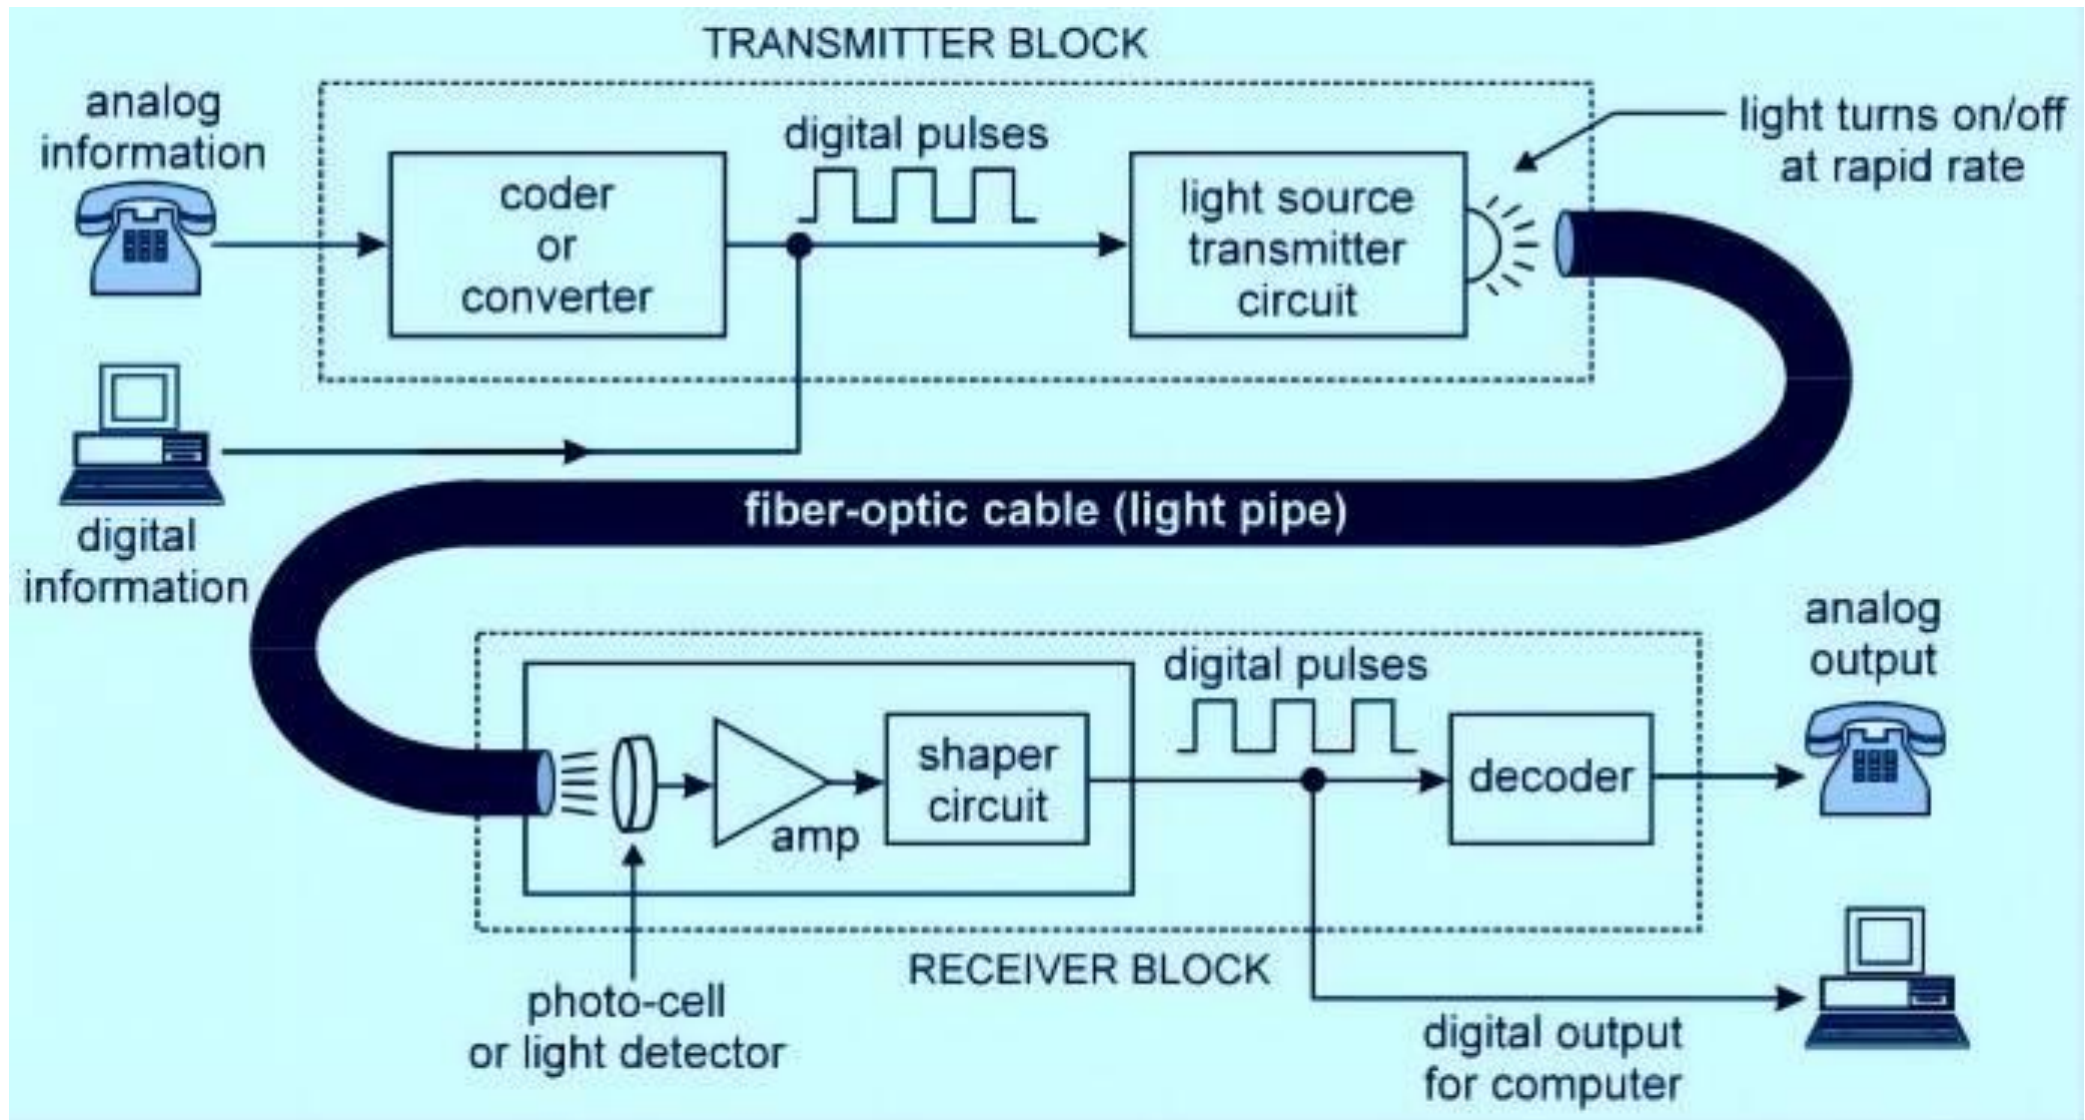 TRANSMITTER BLOCK
analog
information
coder
or
converter
digital pulses
light source
transmitter
circuit
light turns on/off
at rapid rate
digital
information
fiber-optic cable (light pipe)
digital pulses
shaper
circuit
amp
decoder
analog
output
RECEIVER BLOCK
photo-cell
or light detector
digital output
for computer